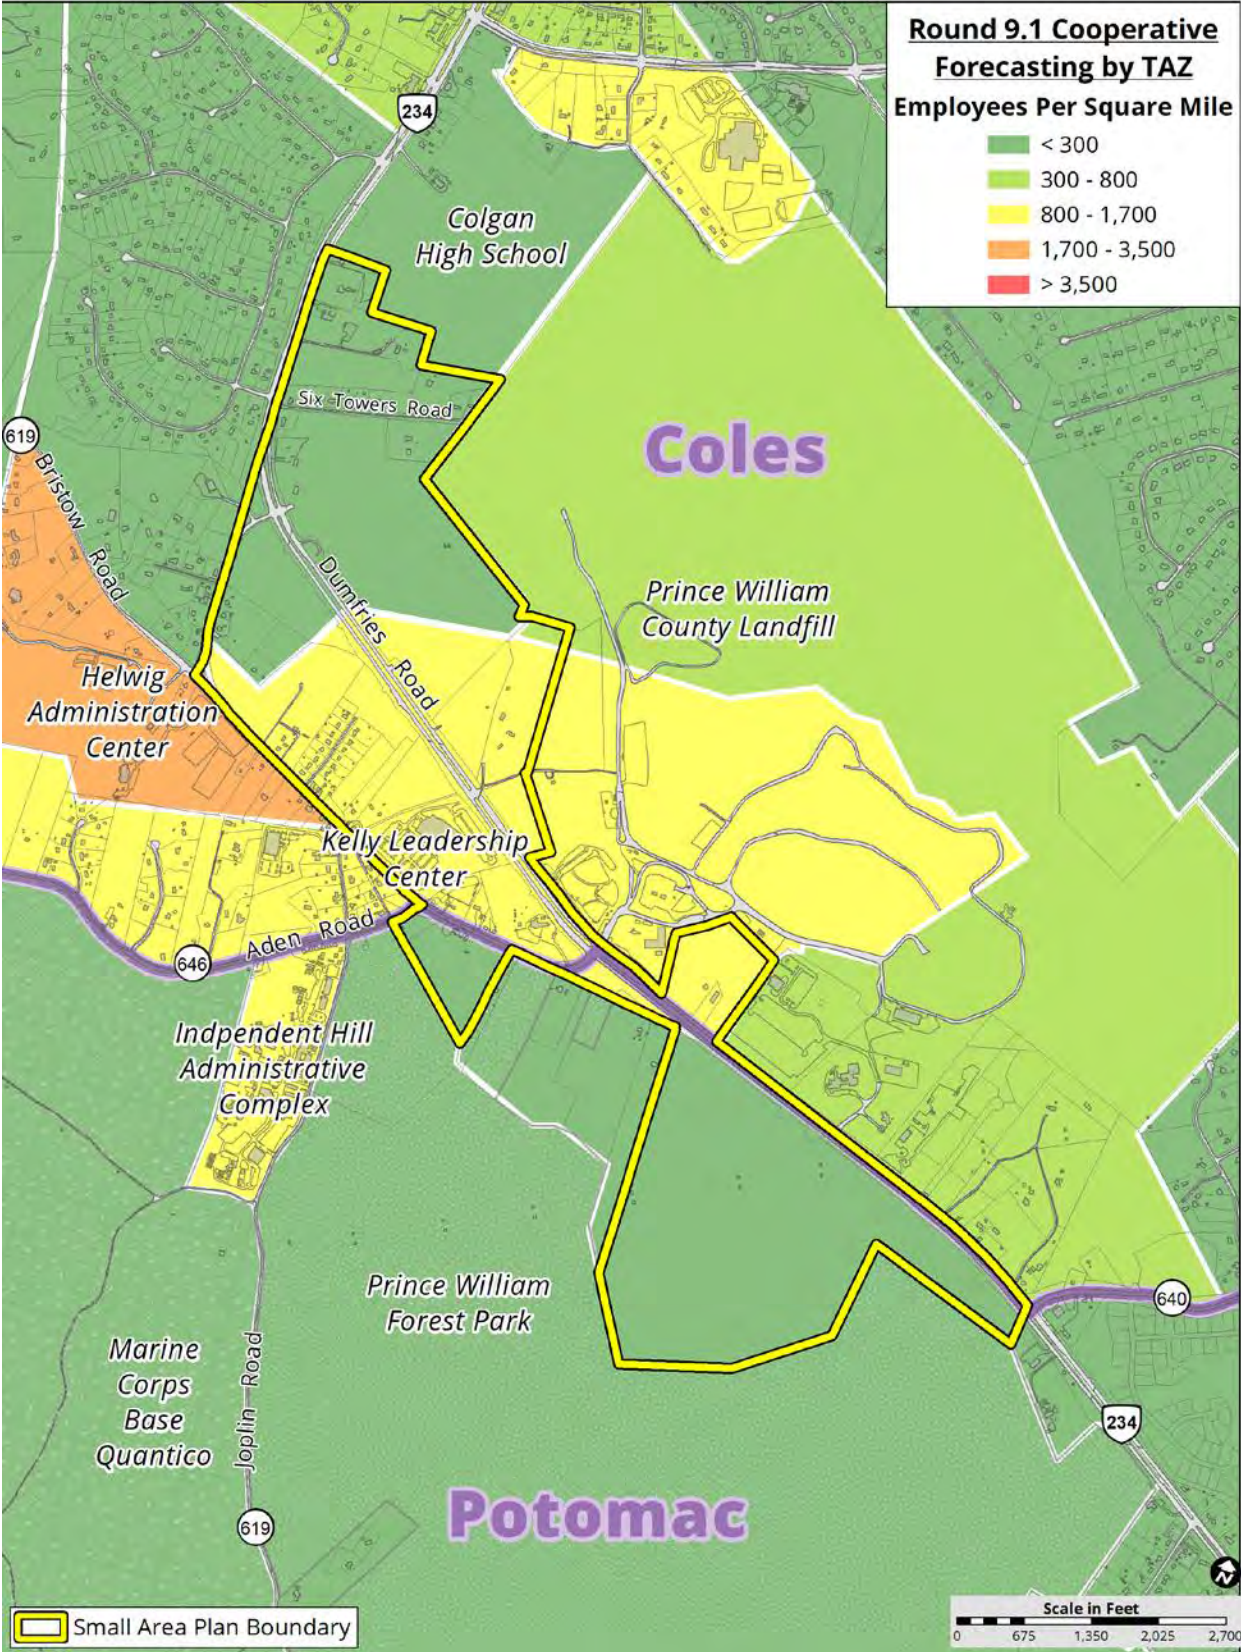 Round 9.1 Cooperative
Forecasting by TAZ
Employees Per Square Mile
< 300
300 - 800
800 - 1,700
1,700 - 3,500
> 3,500
234
Colgan
High School
Six Towers Road
Coles
619
Bristow Road
Dumfries Road
Prince William
County Landfill
Helwig
Administration
Center
Kelly Leadership
Center
Aden Road
646
Indpendent Hill
Administrative
Complex
Prince William
Forest Park
640
Marine
Corps
Base
Quantico
Joplin Road
234
Potomac
619
N
Small Area Plan Boundary
Scale in Feet
0 675 1,350 2,025 2,700